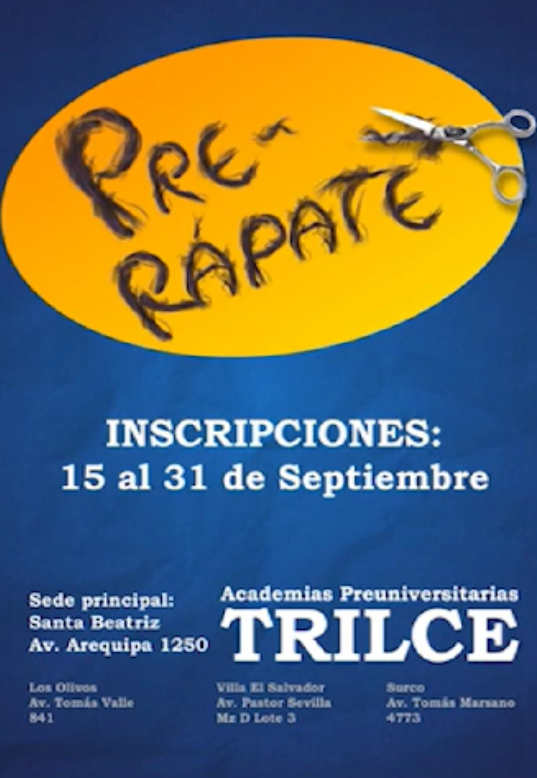 PRE-
RÁPATE
INSCRIPCIONES:
15 al 31 de Septiembre
Sede principal:
Santa Beatriz
Av. Arequipa 1250
Academias Preuniversitarias
TRILCE
Los Olivos
Av. Tomás Valle
841
Villa El Salvador
Av. Pastor Sevilla
Mz D Lote 3
Surco
Av. Tomás Marsano
4773